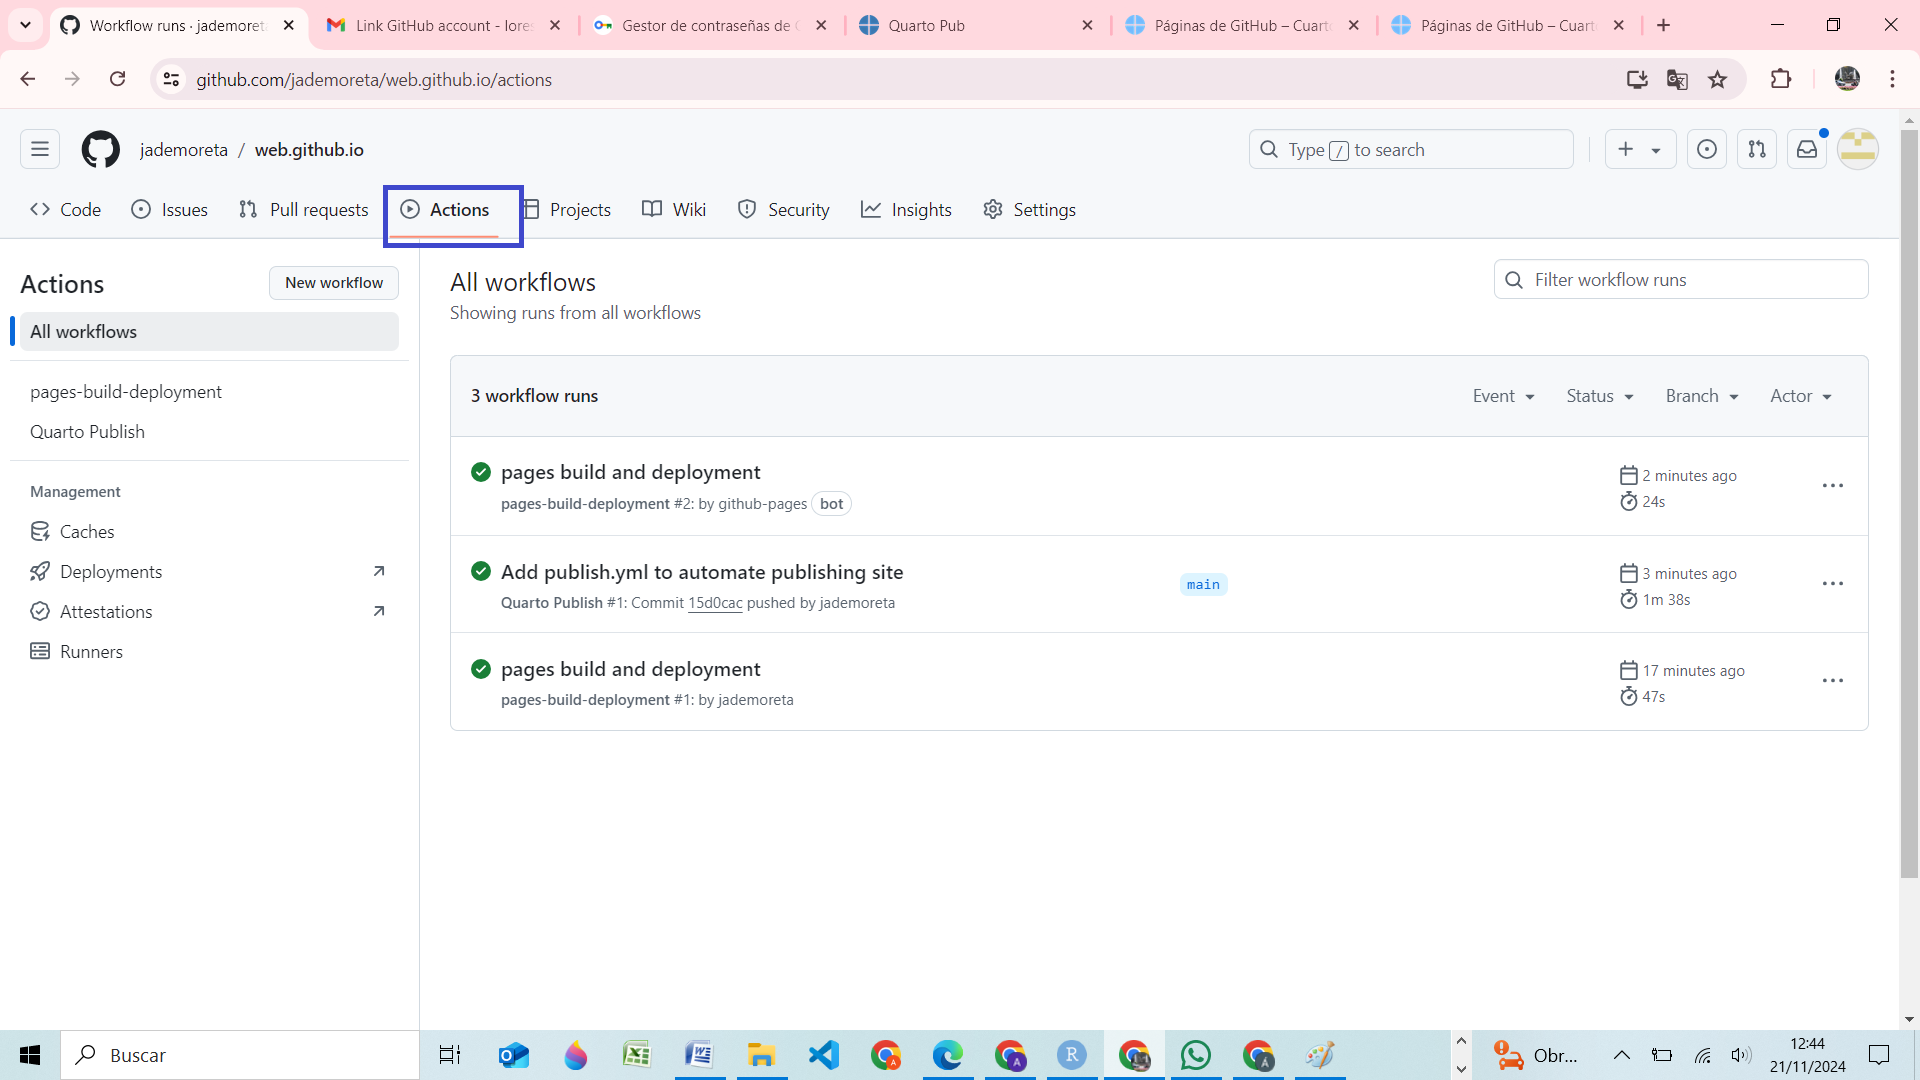 Workflow runs · jademoreta
Link GitHub account - lores
Gestor de contraseñas de G
Quarto Pub
Páginas de GitHub – Cuarto
Páginas de GitHub – Cuarto
github.com/jademoreta/web.github.io/actions
jademoreta / web.github.io
Type / to search
Code
Issues
Pull requests
Actions
Projects
Wiki
Security
Insights
Settings
Actions
New workflow
All workflows
pages-build-deployment
Quarto Publish
Management
Caches
Deployments
Attestations
Runners
All workflows
Showing runs from all workflows
Filter workflow runs
3 workflow runs
Event
Status
Branch
Actor
pages build and deployment
pages-build-deployment #2: by github-pages bot
2 minutes ago
24s
Add publish.yml to automate publishing site
Quarto Publish #1: Commit 15d0cac pushed by jademoreta
main
3 minutes ago
1m 38s
pages build and deployment
pages-build-deployment #1: by jademoreta
17 minutes ago
47s
Buscar
Obr...
12:44
21/11/2024